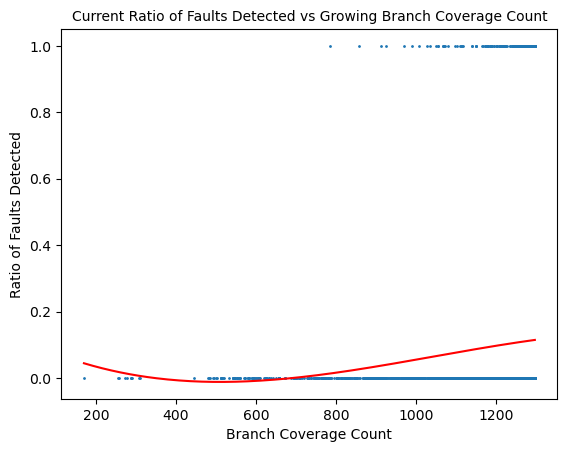 Current Ratio of Faults Detected vs Growing Branch Coverage Count
1.0
0.8
0.6
0.4
0.2
0.0
Ratio of Faults Detected
200 400 600 800 1000 1200
Branch Coverage Count